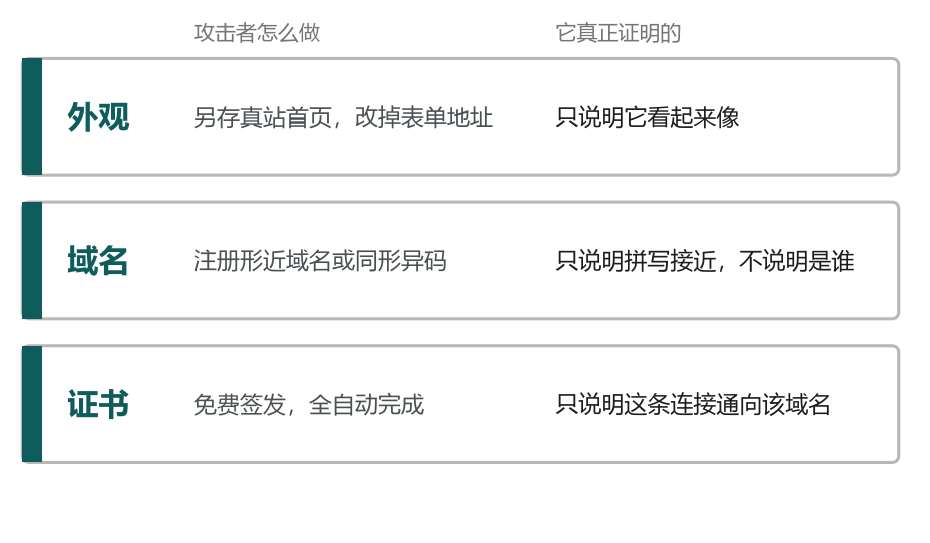 攻击者怎么做 它真正证明的
外观 另存真站首页，改掉表单地址 只说明它看起来像
域名 注册形近域名或同形异码 只说明拼写接近，不说明是谁
证书 免费签发，全自动完成 只说明这条连接通向该域名